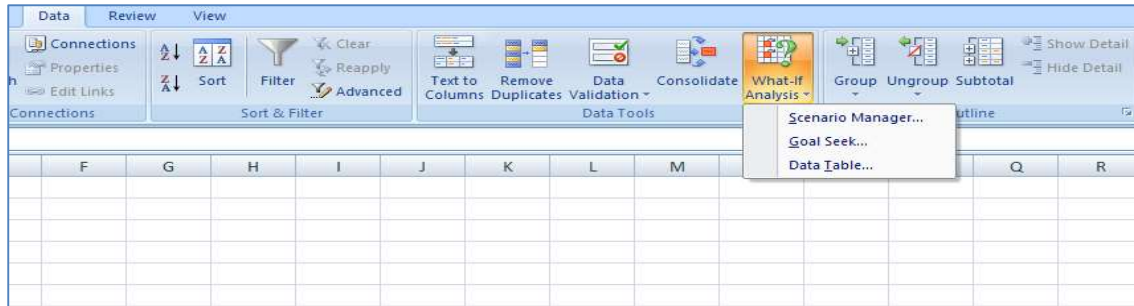 Data Review View
Connections
Properties
Edit Links
Connections
Sort
Filter
Clear
Reapply
Advanced
Sort & Filter
Text to
Columns
Remove
Duplicates
Data
Validation
Consolidate
What-If
Analysis
Data Tools
Scenario Manager...
Goal Seek...
Data Table...
Group
Ungroup
Subtotal
Show Detail
Hide Detail
utline
F G H I J K L M Q R